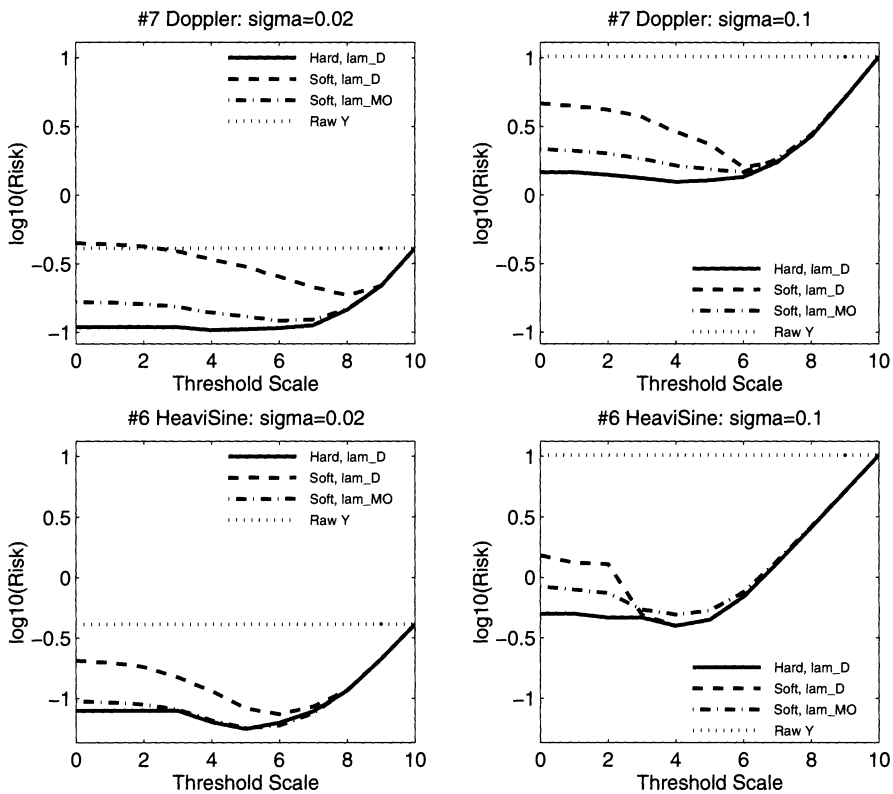 #7 Doppler: sigma=0.02
1
0.5
0
−0.5
−1
log10(Risk)
Hard, lam_D
Soft, lam_D
Soft, lam_MO
Raw Y
0 2 4 6 8 10
Threshold Scale
#7 Doppler: sigma=0.1
1
0.5
0
−0.5
−1
log10(Risk)
Hard, lam_D
Soft, lam_D
Soft, lam_MO
Raw Y
0 2 4 6 8 10
Threshold Scale
#6 HeaviSine: sigma=0.02
1
0.5
0
−0.5
−1
log10(Risk)
Hard, lam_D
Soft, lam_D
Soft, lam_MO
Raw Y
0 2 4 6 8 10
Threshold Scale
#6 HeaviSine: sigma=0.1
1
0.5
0
−0.5
−1
log10(Risk)
Hard, lam_D
Soft, lam_D
Soft, lam_MO
Raw Y
0 2 4 6 8 10
Threshold Scale